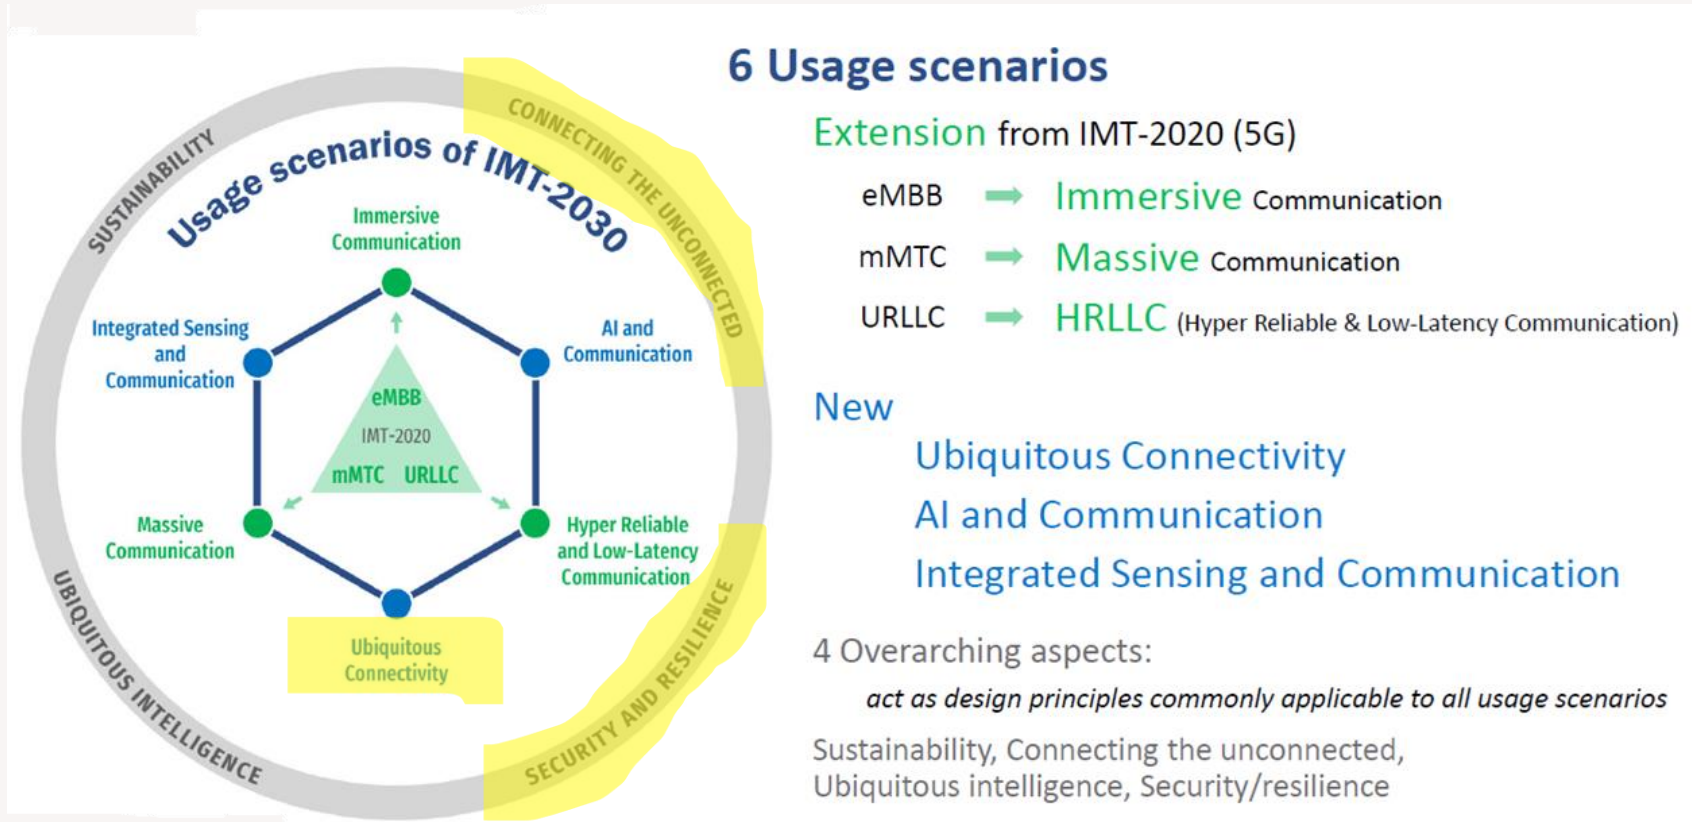 6 Usage scenarios
Extension from IMT-2020 (5G)
eMBB Immersive Communication
mMTC Massive Communication
URLLC HRLLC (Hyper Reliable & Low-Latency Communication)
New
Ubiquitous Connectivity
AI and Communication
Integrated Sensing and Communication
4 Overarching aspects:
act as design principles commonly applicable to all usage scenarios
Sustainability, Connecting the unconnected,
Ubiquitous intelligence, Security/resilience
SUSTAINABILITY
CONNECTING THE UNCONNECTED
Usage scenarios of IMT-2030
Immersive
Communication
Integrated Sensing
and
Communication
AI and
Communication
eMBB
IMT-2020
mMTC URLLC
Massive
Communication
Hyper Reliable
and Low-Latency
Communication
Ubiquitous
Connectivity
UBIQUITOUS INTELLIGENCE
SECURITY AND RESILIENCE